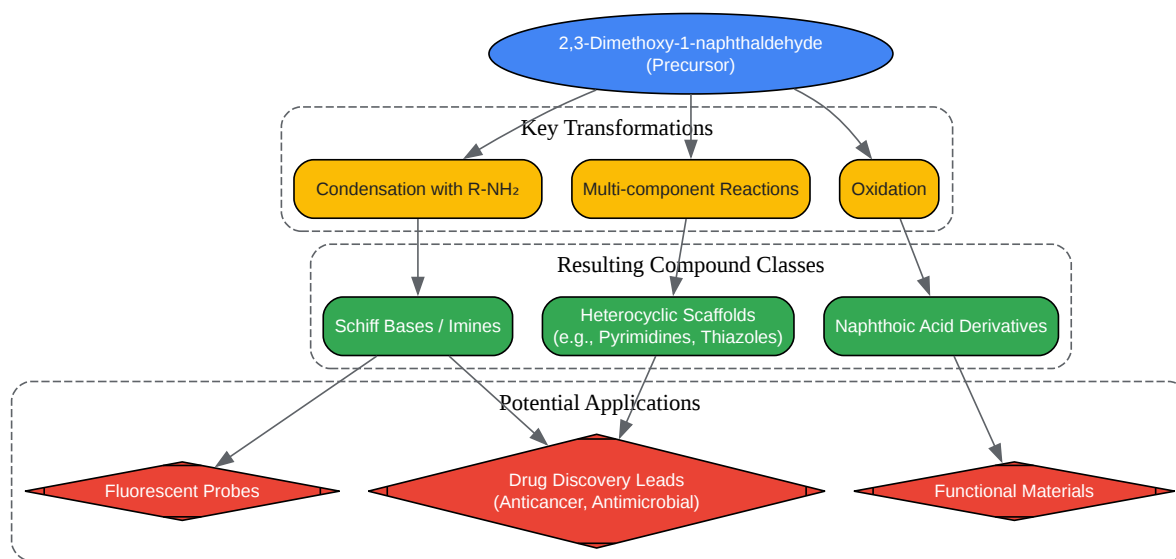 2,3-Dimethoxy-1-naphthaldehyde
(Precursor)
Key Transformations
Condensation with R-NH₂
Multi-component Reactions
Oxidation
Resulting Compound Classes
Schiff Bases / Imines
Heterocyclic Scaffolds
(e.g., Pyrimidines, Thiazoles)
Naphthoic Acid Derivatives
Potential Applications
Fluorescent Probes
Drug Discovery Leads
(Anticancer, Antimicrobial)
Functional Materials